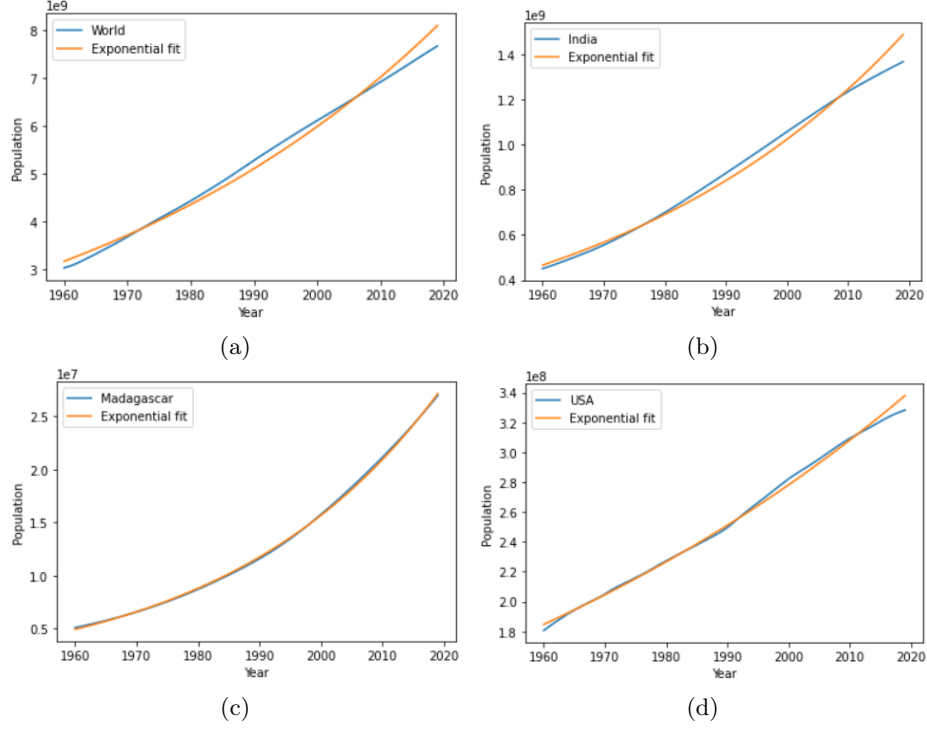 1e9
World
Exponential fit
8
7
6
5
4
3
Population
1960 1970 1980 1990 2000 2010 2020
Year
(a)
1e9
India
Exponential fit
1.4
1.2
1.0
0.8
0.6
0.4
Population
1960 1970 1980 1990 2000 2010 2020
Year
(b)
1e7
Madagascar
Exponential fit
2.5
2.0
1.5
1.0
0.5
Population
1960 1970 1980 1990 2000 2010 2020
Year
(c)
1e8
USA
Exponential fit
3.4
3.2
3.0
2.8
2.6
2.4
2.2
2.0
1.8
Population
1960 1970 1980 1990 2000 2010 2020
Year
(d)